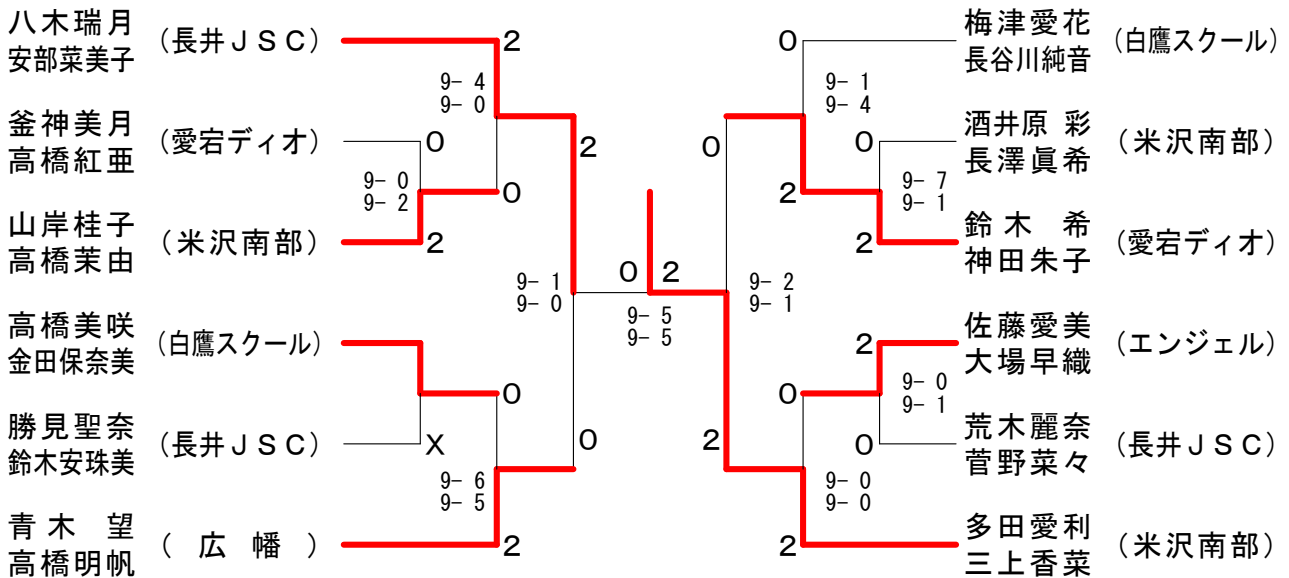 八木瑞月
安部菜美子
(長井JSC)
2
9- 4
9- 0
釜神美月
高橋紅亜
(愛宕ディオ)
0
2
9- 0
9- 2
0
山岸桂子
高橋茉由
(米沢南部)
2
9- 1
9- 0
高橋美咲
金田保奈美
(白鷹スクール)
0
勝見聖奈
鈴木安珠美
(長井JSC)
X
0
9- 6
9- 5
青木 望
高橋明帆
(広幡)
2
0 2
9- 5
9- 5
0
梅津愛花
長谷川純音
(白鷹スクール)
9- 1
9- 4
0
酒井原 彩
長澤眞希
(米沢南部)
0
2
9- 7
9- 1
鈴木 希
神田朱子
(愛宕ディオ)
2
9- 2
9- 1
佐藤愛美
大場早織
(エンジェル)
2
0
9- 0
9- 1
荒木麗奈
菅野菜々
(長井JSC)
0
2
9- 0
9- 0
多田愛利
三上香菜
(米沢南部)
2